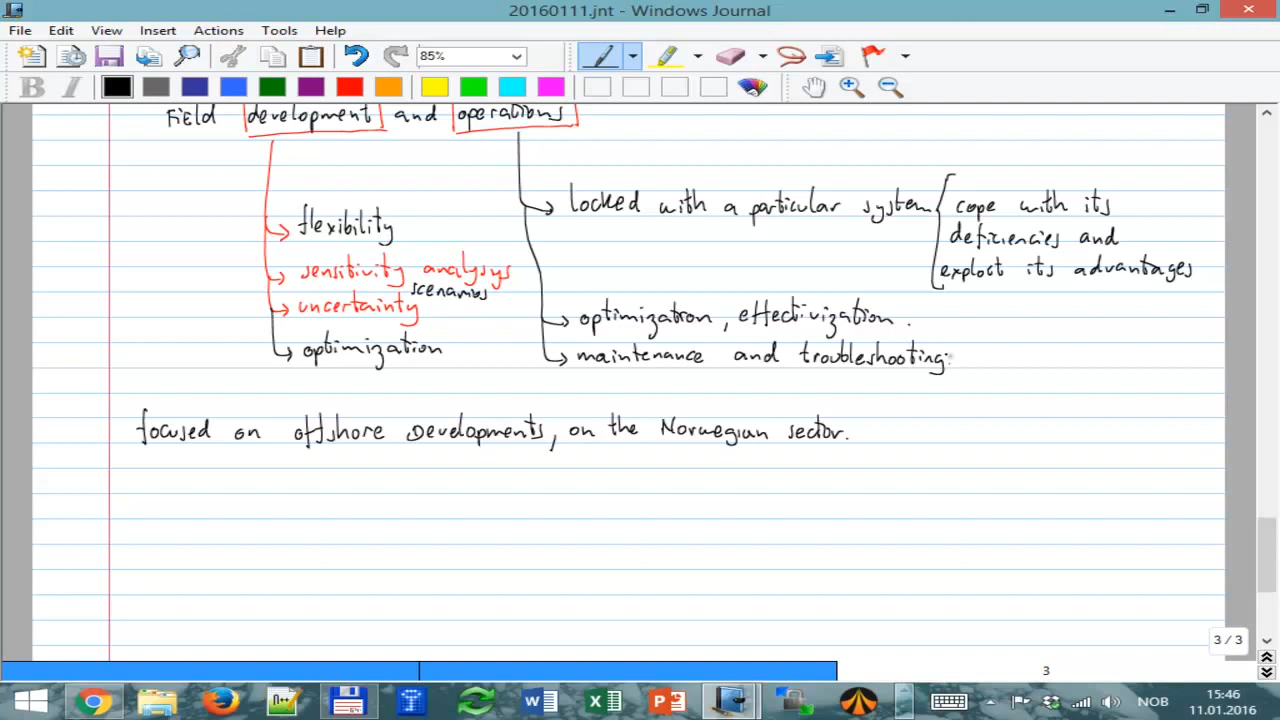 20160111.jnt - Windows Journal
File Edit View Insert Actions Tools Help
85%
B I
Field development and operations
locked with a particular system { cope with its
flexibility
deficiencies and
sensitivity analysys
exploit its advantages
scenarios
uncertainty
optimization, effectivization.
optimization
maintenance and troubleshooting:
focused on offshore Developments, on the Norwegian sector.
3 / 3
3
NOB
15:46
11.01.2016